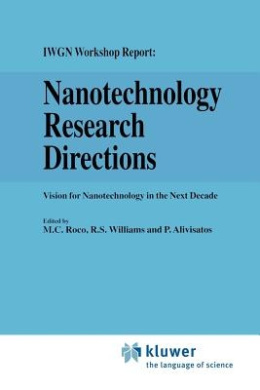 IWGN Workshop Report:
Nanotechnology
Research
Directions
Vision for Nanotechnology in the Next Decade
Edited by
M.C. Roco, R.S. Williams and P. Alivisatos
kluwer
the language of science